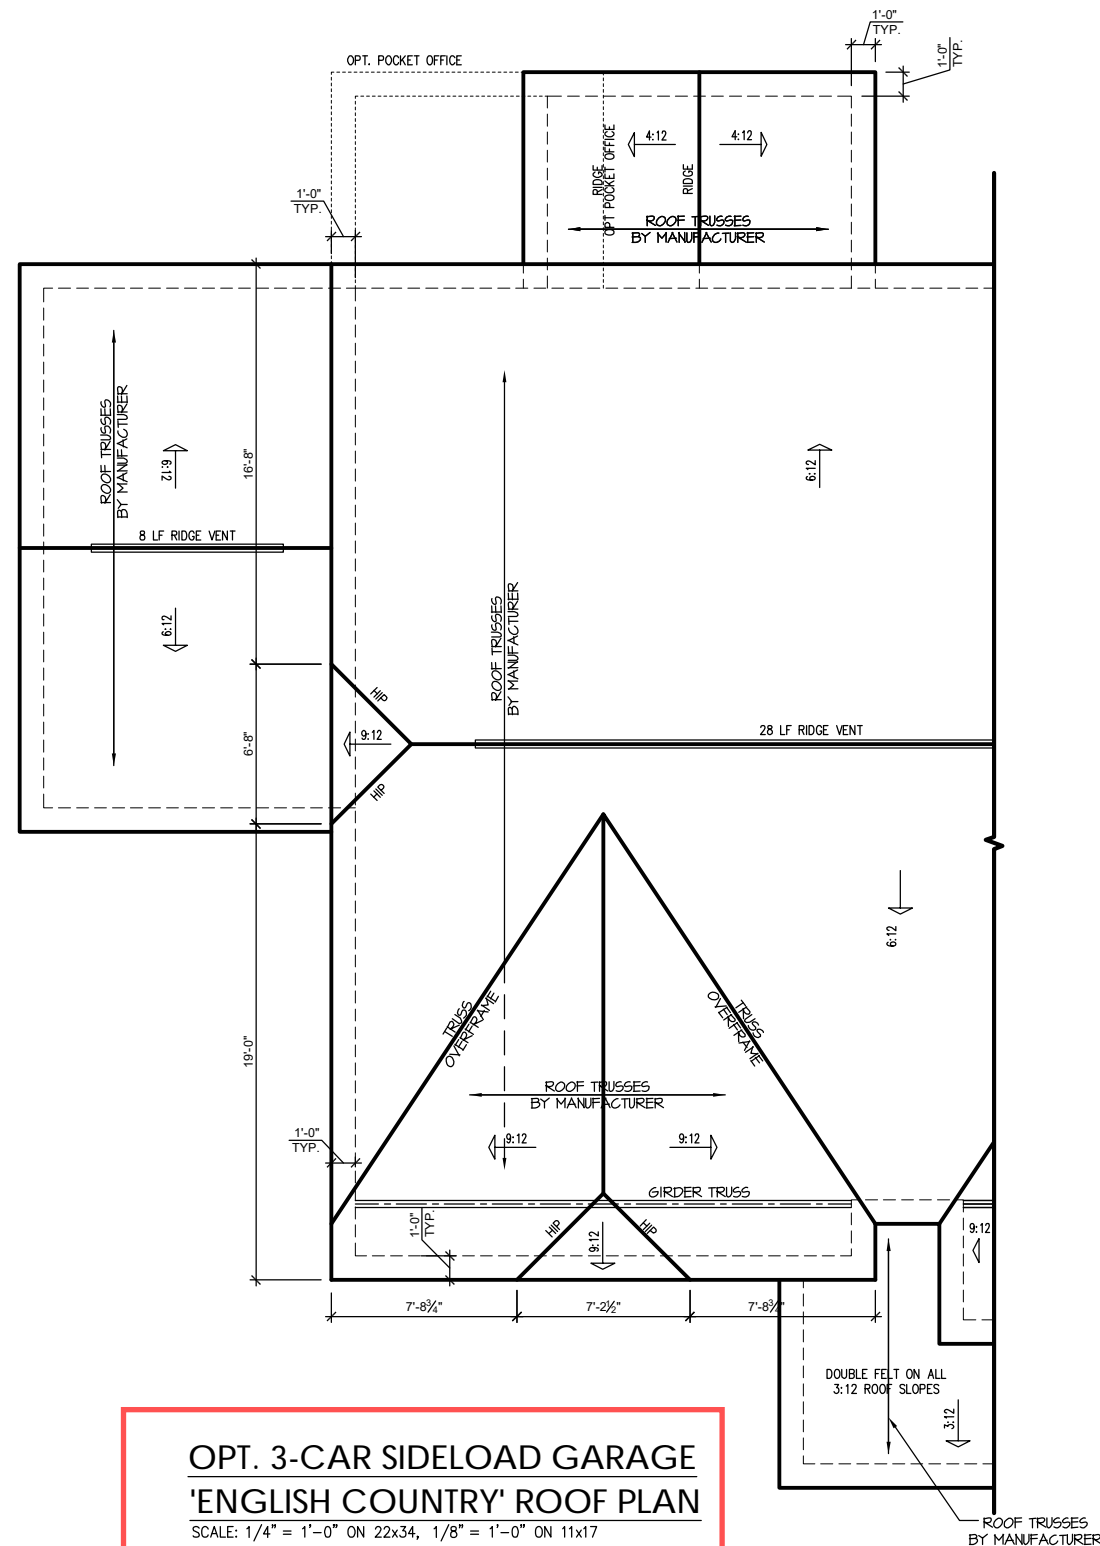 1'-0"
TYP.
1'-0"
TYP.
OPT. POCKET OFFICE
4:12
4:12
RIDGE
OPT POCKET OFFICE
RIDGE
1'-0"
TYP.
ROOF TRUSSES
BY MANUFACTURER
ROOF TRUSSES
BY MANUFACTURER
6:12
16'-8"
6:12
8 LF RIDGE VENT
6:12
ROOF TRUSSES
BY MANUFACTURER
HIP
28 LF RIDGE VENT
6'-8"
9:12
HIP
6:12
TRUSS
OVERFRAME
TRUSS
OVERFRAME
19'-0"
ROOF TRUSSES
BY MANUFACTURER
1'-0"
TYP.
9:12
9:12
GIRDER TRUSS
1'-0"
TYP.
HIP
HIP
9:12
9:12
7'-8¾"
7'-2½"
7'-8¾"
DOUBLE FELT ON ALL
3:12 ROOF SLOPES
3:12
OPT. 3-CAR SIDELOAD GARAGE
'ENGLISH COUNTRY' ROOF PLAN
SCALE: 1/4" = 1'-0" ON 22x34, 1/8" = 1'-0" ON 11x17
ROOF TRUSSES
BY MANUFACTURER